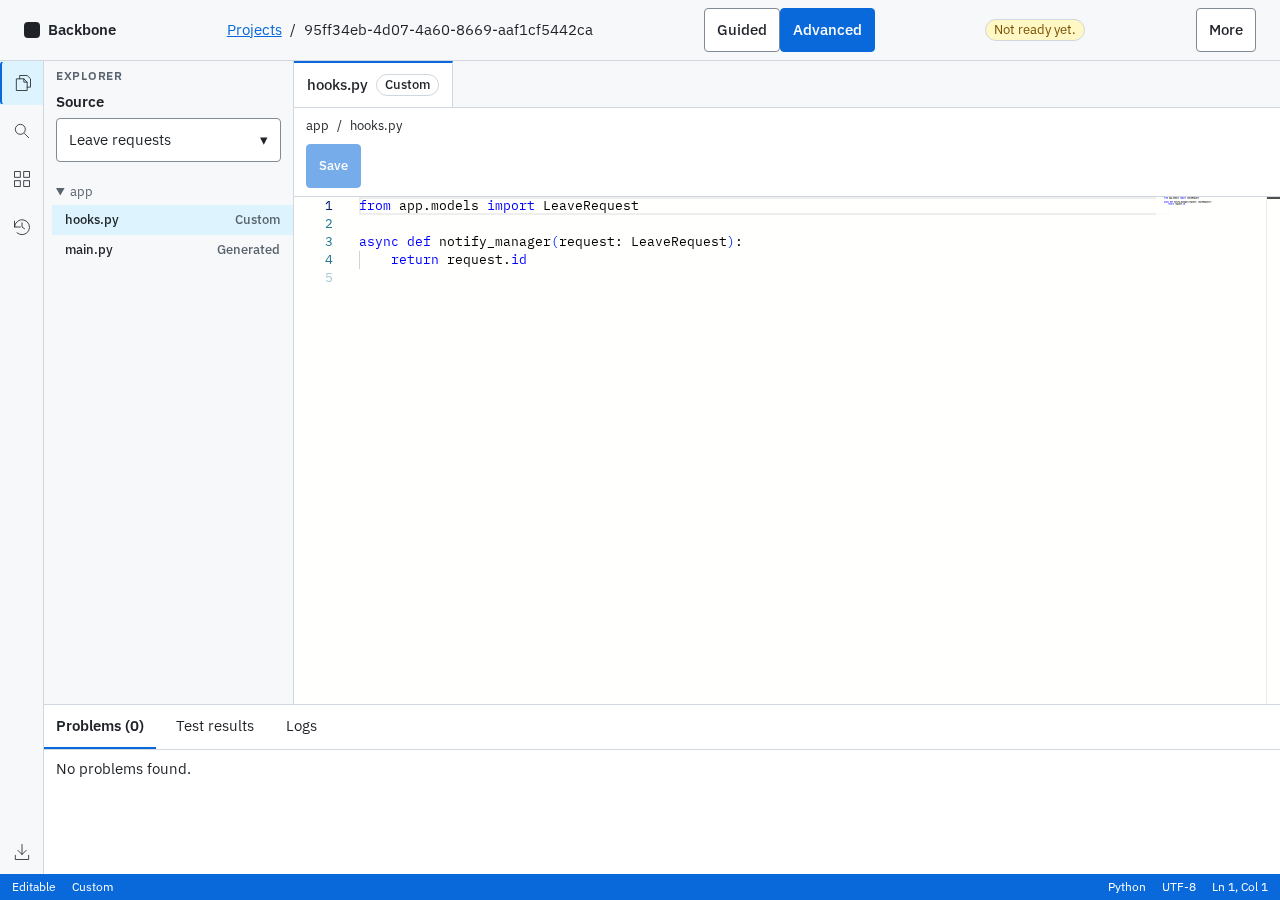 Backbone
Projects / 95ff34eb-4d07-4a60-8669-aaf1cf5442ca
Guided
Advanced
Not ready yet.
More
EXPLORER
Source
Leave requests ▾
▼ app
hooks.py Custom
main.py Generated
hooks.py Custom
app / hooks.py
Save
1 from app.models import LeaveRequest
2
3 async def notify_manager(request: LeaveRequest):
4 return request.id
5
Problems (0)
Test results
Logs
No problems found.
Editable
Custom
Python
UTF-8
Ln 1, Col 1